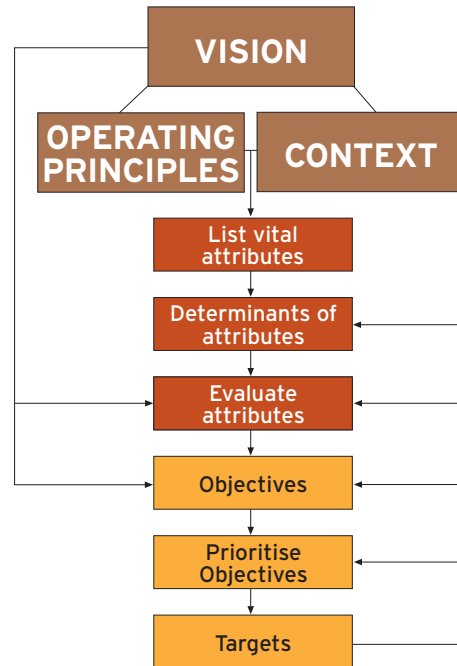 VISION
OPERATING
PRINCIPLES
CONTEXT
List vital
attributes
Determinants of
attributes
Evaluate
attributes
Objectives
Prioritise
Objectives
Targets